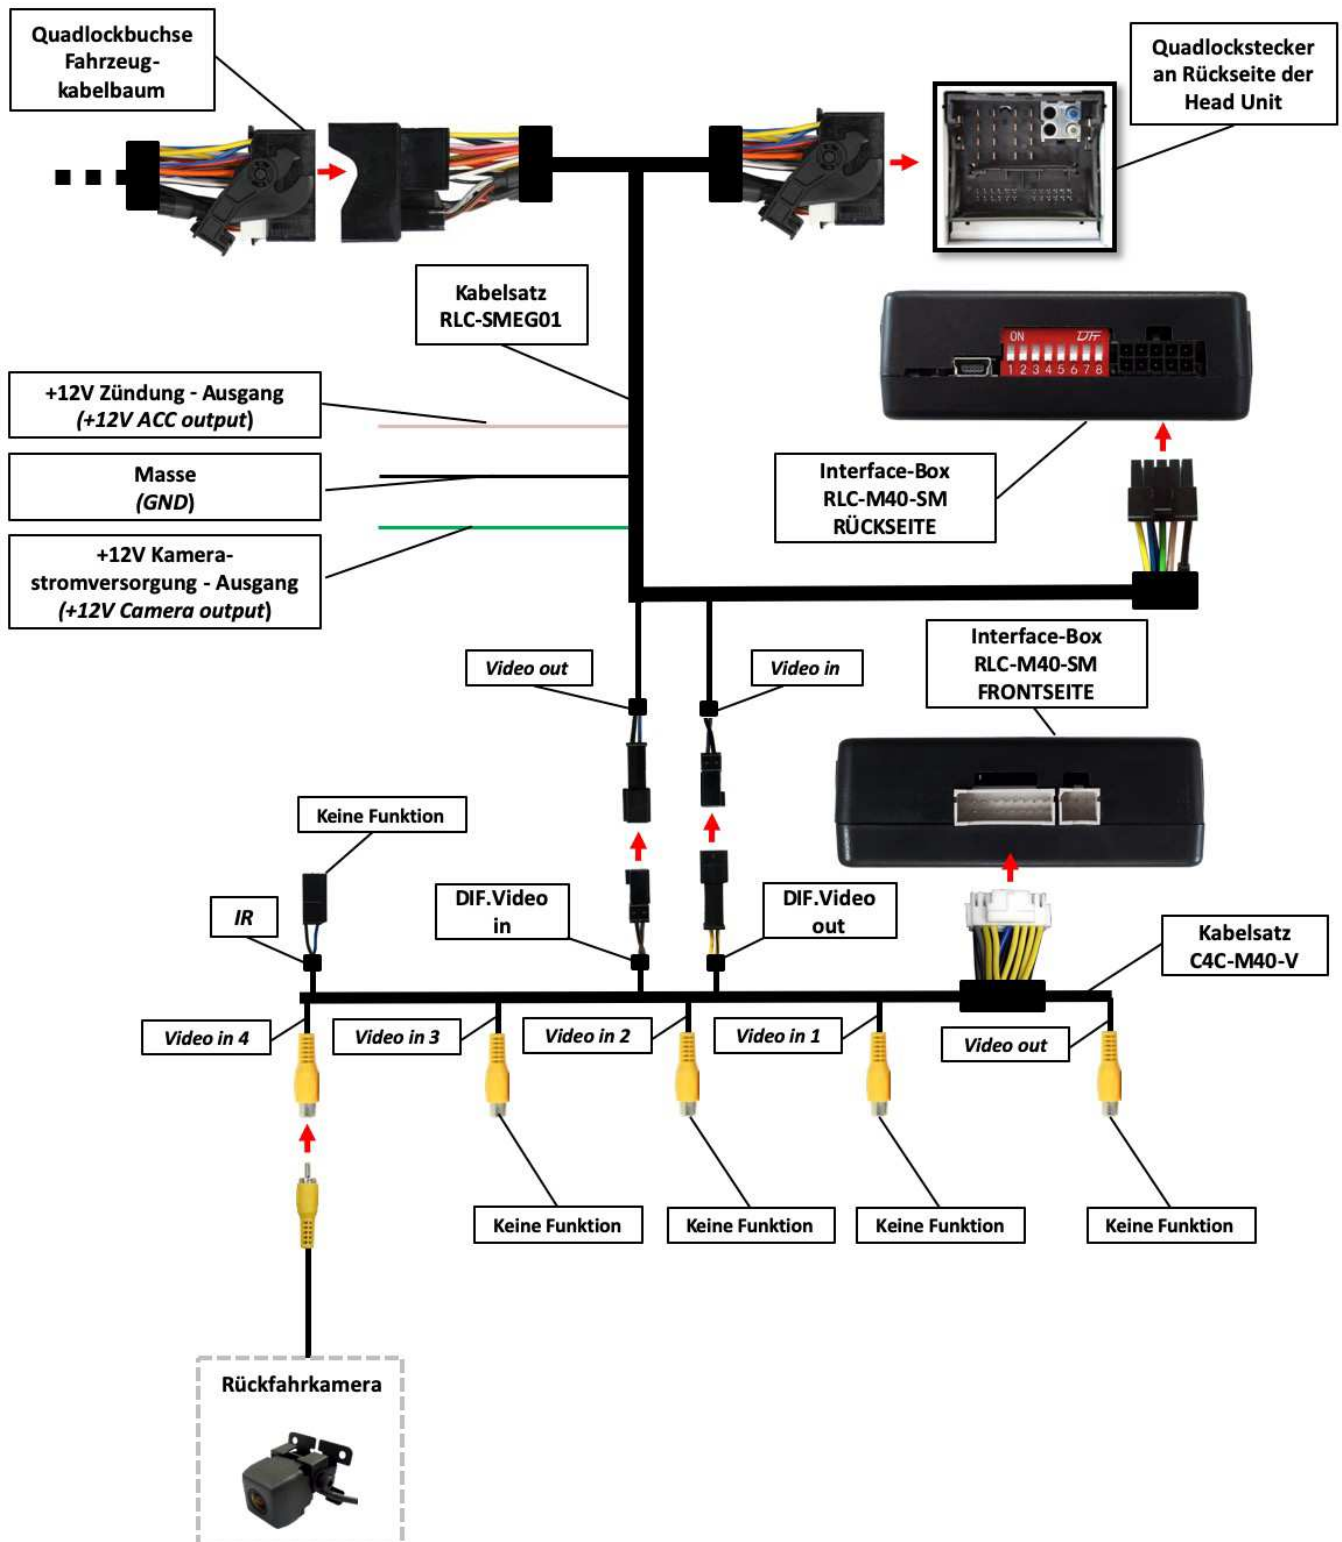 Quadlockbuchse
Fahrzeug-
kabelbaum
Quadlockstecker
an Rückseite der
Head Unit
Kabelsatz
RLC-SMEG01
ON
DTF
1 2 3 4 5 6 7 8
+12V Zündung - Ausgang
(+12V ACC output)
Masse
(GND)
+12V Kamera-
stromversorgung - Ausgang
(+12V Camera output)
Interface-Box
RLC-M40-SM
RÜCKSEITE
Video out
Video in
Interface-Box
RLC-M40-SM
FRONTSEITE
Keine Funktion
IR
DIF.Video
in
DIF.Video
out
Kabelsatz
C4C-M40-V
Video in 4
Video in 3
Video in 2
Video in 1
Video out
Keine Funktion
Keine Funktion
Keine Funktion
Keine Funktion
Rückfahrkamera